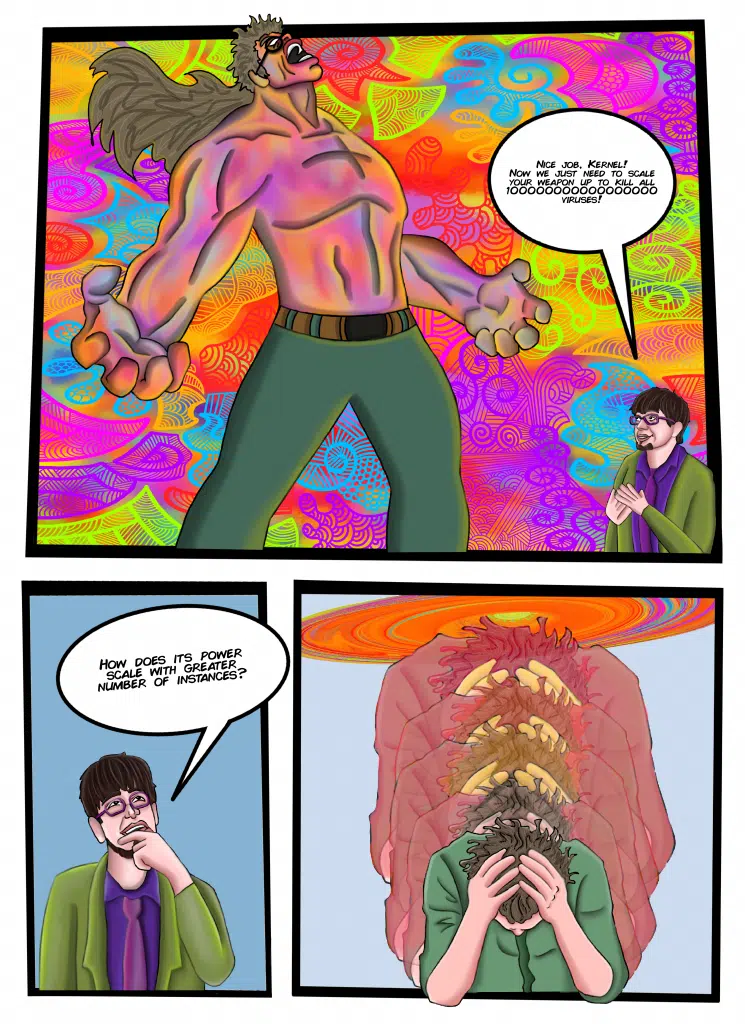 NICE JOB, KERNEL!
NOW WE JUST NEED TO SCALE
YOUR WEAPON UP TO KILL ALL
10000000000000000000
VIRUSES!
HOW DOES ITS POWER
SCALE WITH GREATER
NUMBER OF INSTANCES?